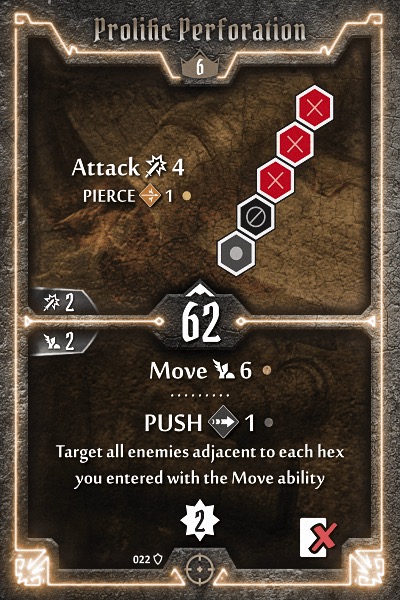 Prolific Perforation
6
Attack 4
PIERCE 1
2
62
2
Move 6
PUSH 1
Target all enemies adjacent to each hex
you entered with the Move ability
2
022